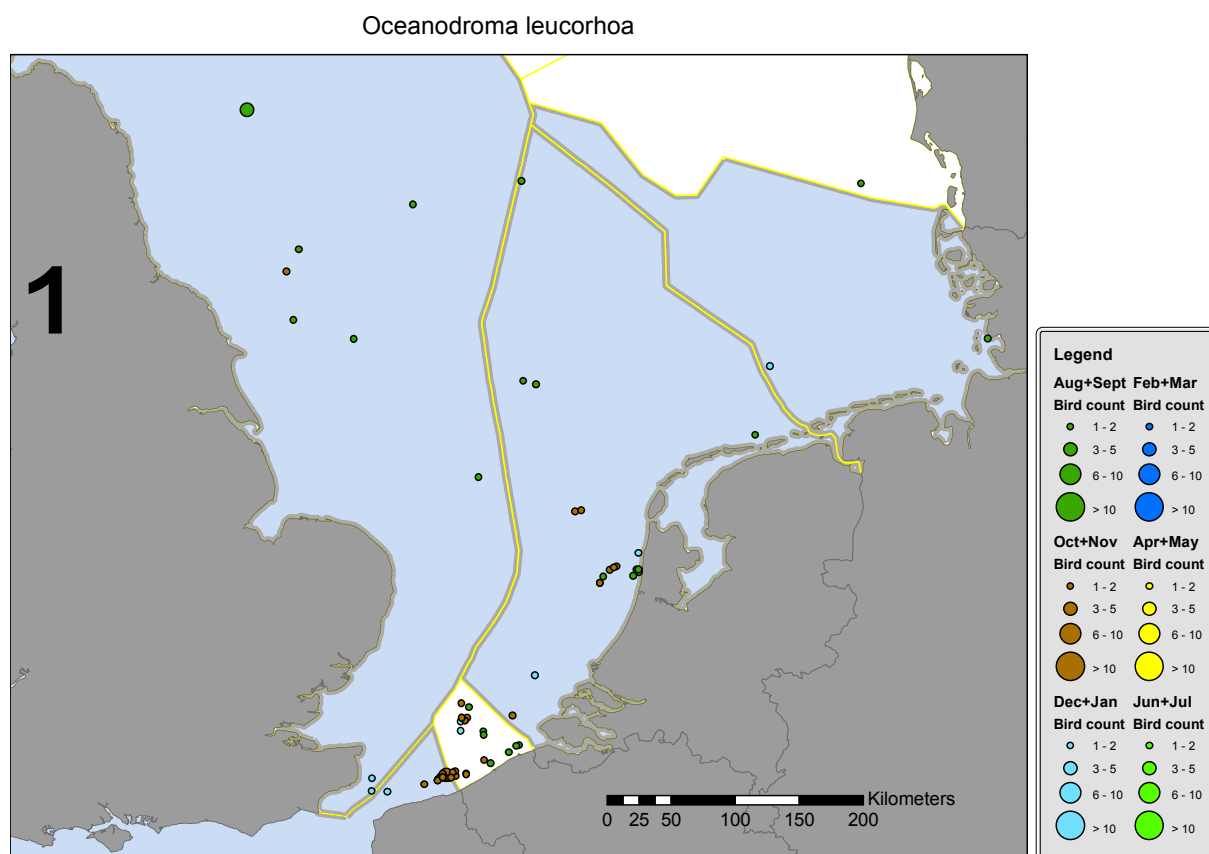 Oceanodroma leucorhoa
1
Kilometers
0 25 50 100 150 200
Legend
Aug+Sept Feb+Mar
Bird count Bird count
1 - 2 1 - 2
3 - 5 3 - 5
6 - 10 6 - 10
> 10 > 10
Oct+Nov Apr+May
Bird count Bird count
1 - 2 1 - 2
3 - 5 3 - 5
6 - 10 6 - 10
> 10 > 10
Dec+Jan Jun+Jul
Bird count Bird count
1 - 2 1 - 2
3 - 5 3 - 5
6 - 10 6 - 10
> 10 > 10